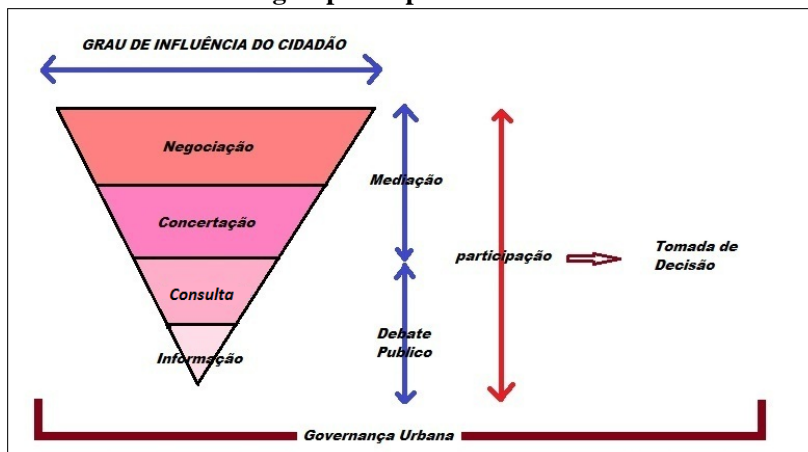 GRAU DE INFLUÊNCIA DO CIDADÃO
Negociação
Concertação
Consulta
Informação
Mediação
Debate
Publico
participação
Tomada de
Decisão
Governança Urbana